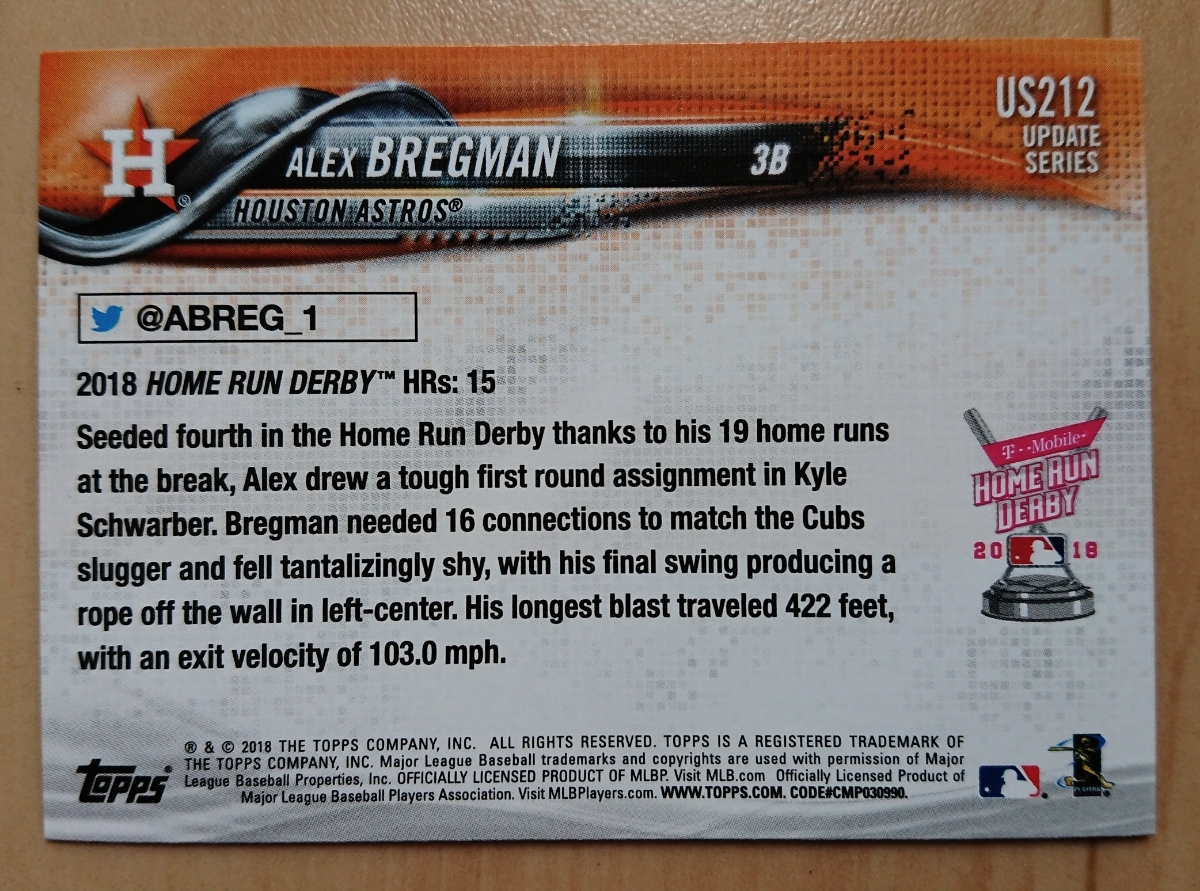 H®
US212
UPDATE
SERIES
ALEX BREGMAN 3B
HOUSTON ASTROS®
@ABREG_1
2018 HOME RUN DERBY™ HRs: 15
Seeded fourth in the Home Run Derby thanks to his 19 home runs
at the break, Alex drew a tough first round assignment in Kyle
Schwarber. Bregman needed 16 connections to match the Cubs
slugger and fell tantalizingly shy, with his final swing producing a
rope off the wall in left-center. His longest blast traveled 422 feet,
with an exit velocity of 103.0 mph.
T··Mobile·
HOME RUN
DERBY
20 18
Topps®
® & © 2018 THE TOPPS COMPANY, INC. ALL RIGHTS RESERVED. TOPPS IS A REGISTERED TRADEMARK OF
THE TOPPS COMPANY, INC. Major League Baseball trademarks and copyrights are used with permission of Major
League Baseball Properties, Inc. OFFICIALLY LICENSED PRODUCT OF MLBP. Visit MLB.com Officially Licensed Product of
Major League Baseball Players Association. Visit MLBPlayers.com. WWW.TOPPS.COM. CODE#CMP030990.
PLAYERS